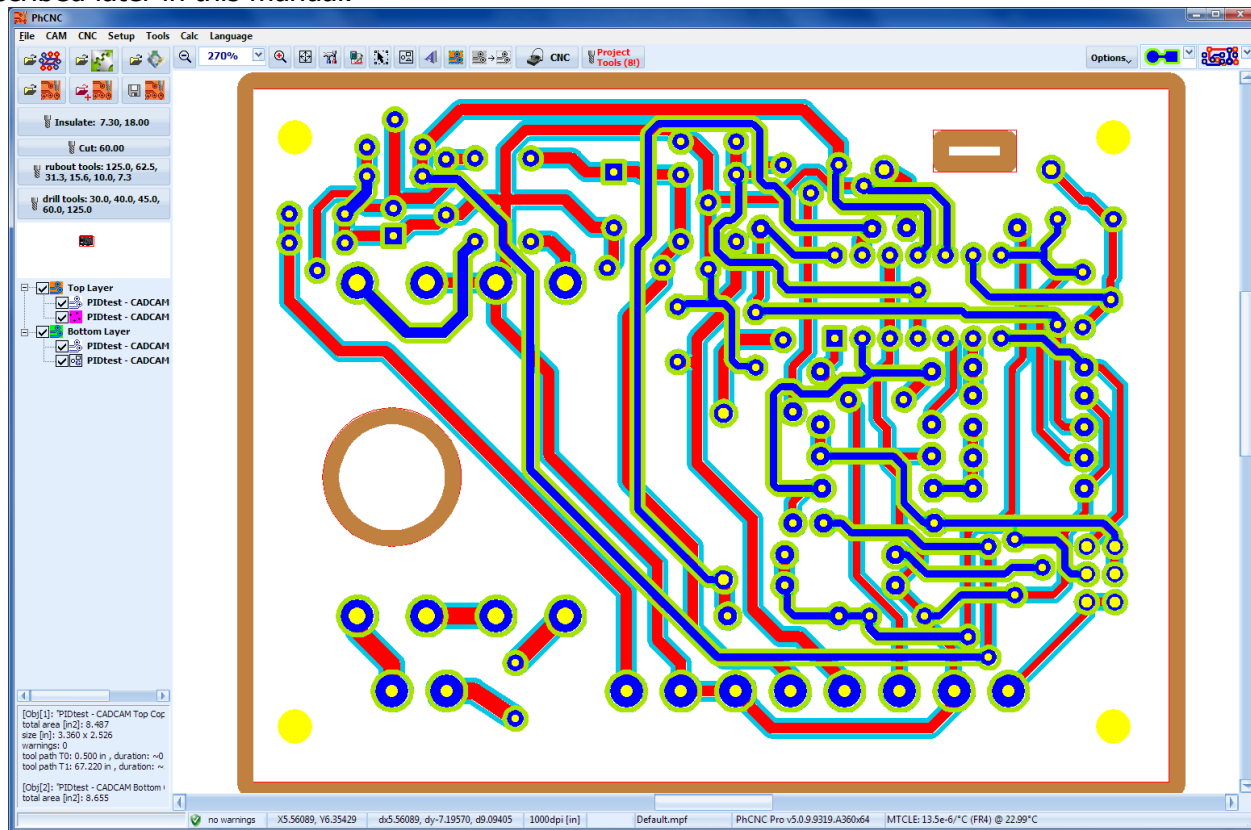 scribed later in this manual.
PhCNC
File CAM CNC Setup Tools Calc Language
270%
CNC
Project
Tools (8!)
Options
Insulate: 7.30, 18.00
Cut: 60.00
rubout tools: 125.0, 62.5,
31.3, 15.6, 10.0, 7.3
drill tools: 30.0, 40.0, 45.0,
60.0, 125.0
Top Layer
PIDtest - CADCAM
PIDtest - CADCAM
Bottom Layer
PIDtest - CADCAM
PIDtest - CADCAM
[Obj[1]: "PIDtest - CADCAM Top Cop
total area [in2]: 8.487
size [in]: 3.360 x 2.526
warnings: 0
tool path T0: 0.500 in , duration: ~0
tool path T1: 67.220 in , duration: ~
[Obj[2]: "PIDtest - CADCAM Bottom
total area [in2]: 8.655
no warnings X5.56089, Y6.35429 dx5.56089, dy-7.19570, d9.09405 1000dpi [in] Default.mpf PhCNC Pro v5.0.9.9319.A360x64 MTCLE: 13.5e-6/°C (FR4) @ 22.99°C